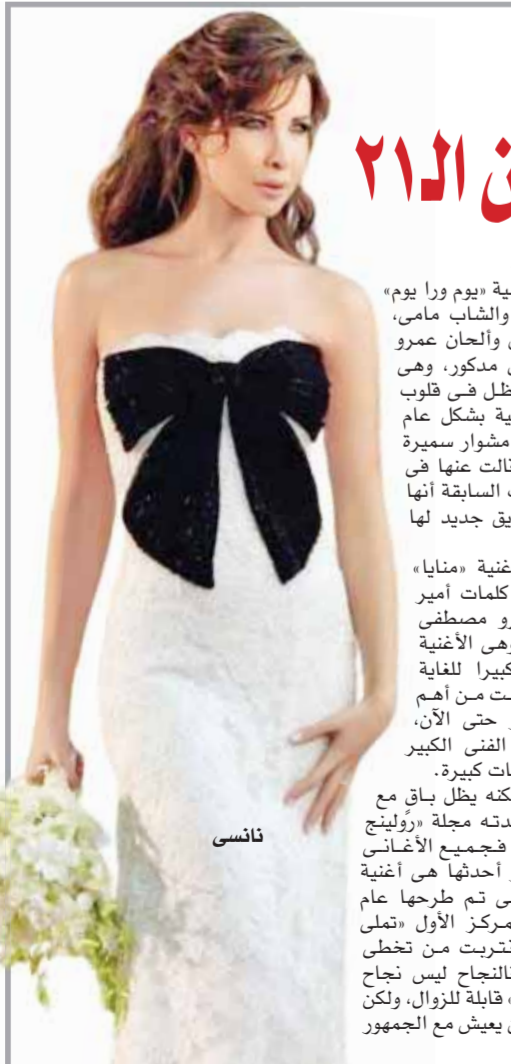 ن الـ٢١
ية «يوم ورا يوم»
والشاب مامى،
وألحان عمرو
مدكور، وهى
ظل فى قلوب
ية بشكل عام
مشوار سميرة
الت عنها فى
السابقة أنها
يق جديد لها
غنية «منايا»
كلمات أمير
رو مصطفى
وهى الأغنية
كبيرا للغاية
ت من أهم
حتى الآن،
الفنى الكبير
ات كبيرة.
كنه يظل باقٍ مع
دته مجلة «رولينج
فجميع الأغانى
أحدثها هى أغنية
ى تم طرحها عام
مركز الأول «تملى
تربت من تخطى
النجاح ليس نجاح
» قابلة للزوال، ولكن
يعيش مع الجمهور
نانسى